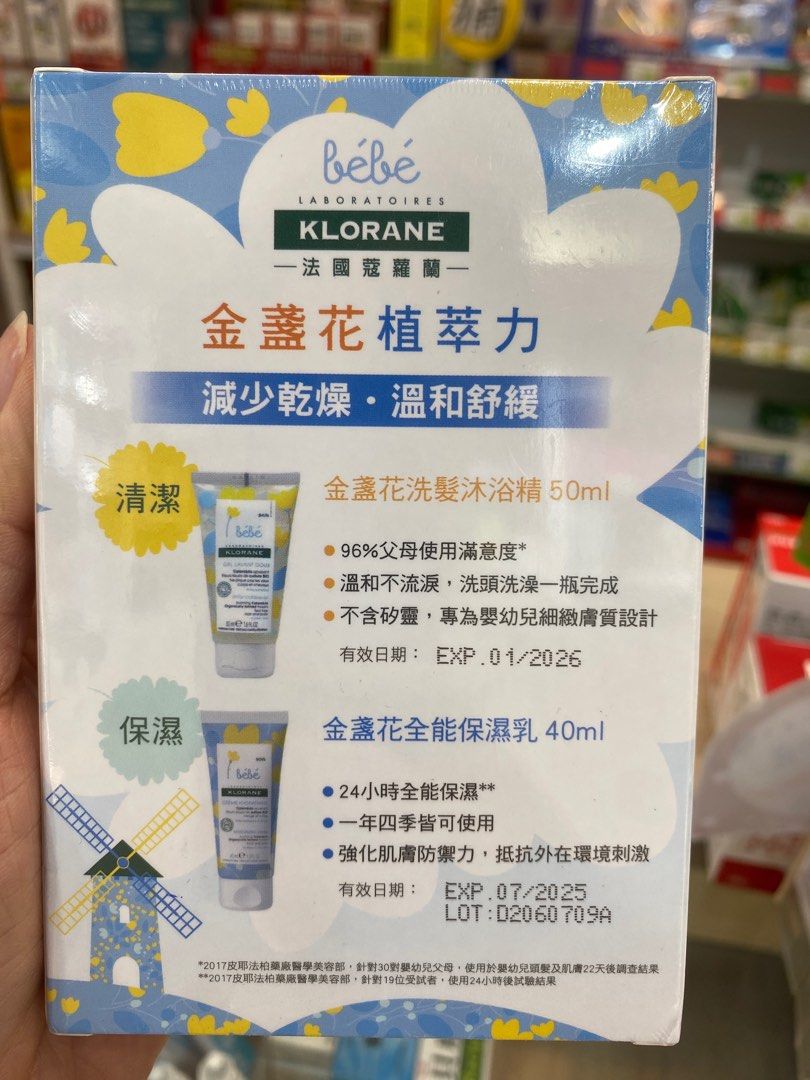 bébé
LABORATOIRES
KLORANE
法國蔻蘿蘭
金盞花植萃力
減少乾燥・溫和舒緩
清潔
bébé
KLORANE
GEL LAVANT DOUX
金盞花洗髮沐浴精 50ml
96%父母使用滿意度*
溫和不流淚，洗頭洗澡一瓶完成
不含矽靈，專為嬰幼兒細緻膚質設計
有效日期： EXP.01/2026
保濕
bébé
KLORANE
金盞花全能保濕乳 40ml
24小時全能保濕**
一年四季皆可使用
強化肌膚防禦力，抵抗外在環境刺激
有效日期： EXP.07/2025
LOT:D2060709A
*2017皮耶法柏藥廠醫學美容部，針對30對嬰幼兒父母，使用於嬰幼兒頭髮及肌膚22天後調查結果
**2017皮耶法柏藥廠醫學美容部，針對19位受試者，使用24小時後試驗結果